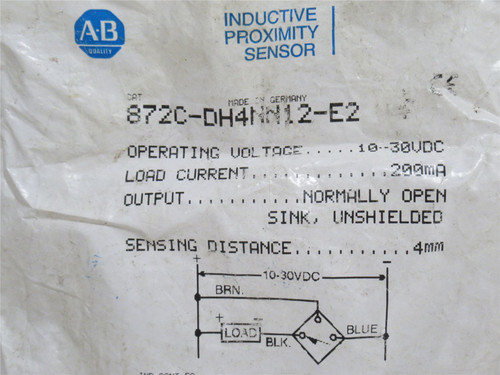 A-B
QUALITY
INDUCTIVE
PROXIMITY
SENSOR
CAT
MADE IN GERMANY
872C-DH4NN12-E2
OPERATING VOLTAGE.....10--30VDC
LOAD CURRENT.............200mA
OUTPUT...........NORMALLY OPEN
SINK, UNSHIELDED
SENSING DISTANCE...........4mm
+ -
10-30VDC
BRN.
+ --
LOAD
BLK.
BLUE